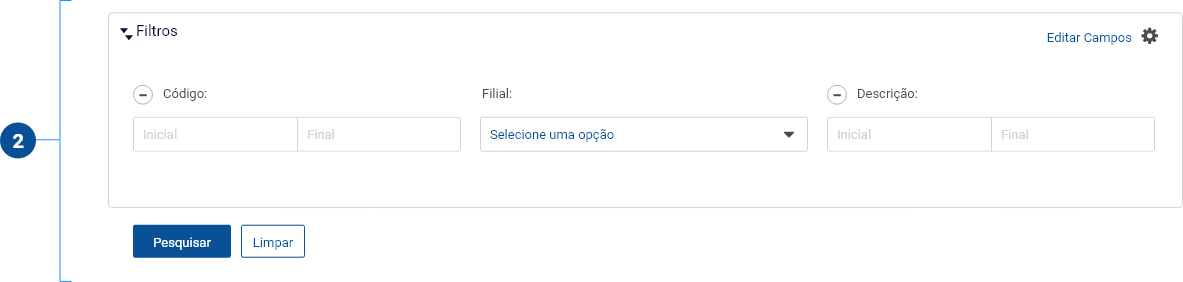 Filtros
Editar Campos
Código:
Filial:
Descrição:
Inicial
Final
Selecione uma opção
Inicial
Final
2
Pesquisar
Limpar